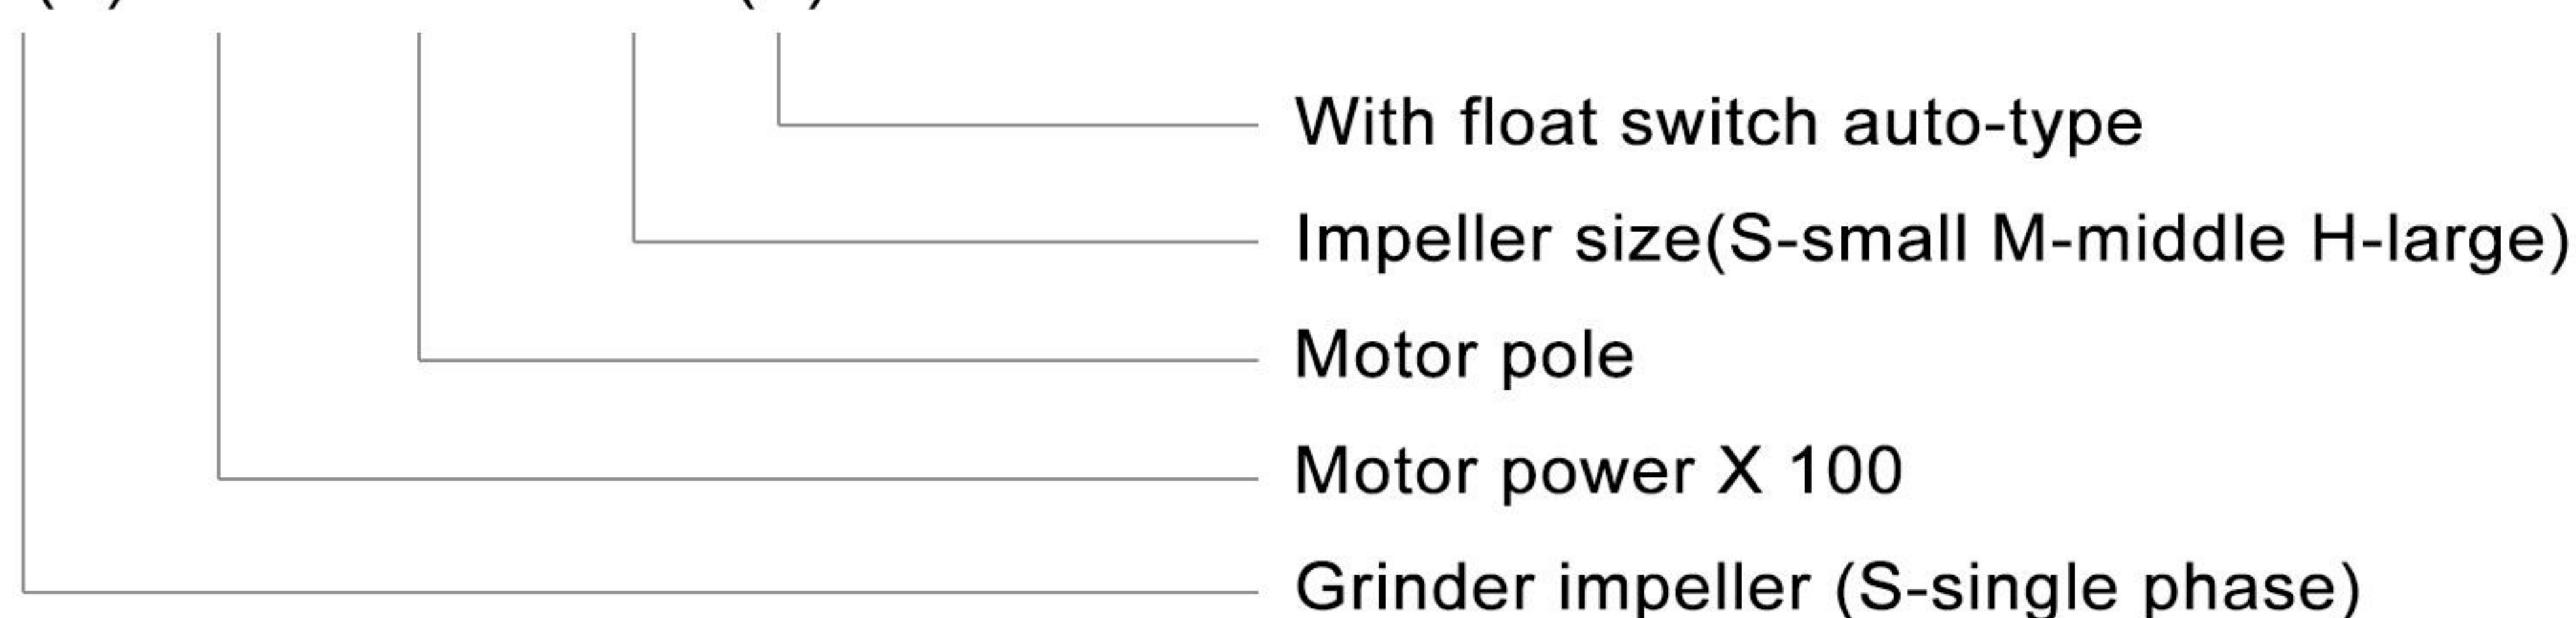 With float switch auto-type
Impeller size(S-small M-middle H-large)
Motor pole
Motor power X 100
Grinder impeller (S-single phase)